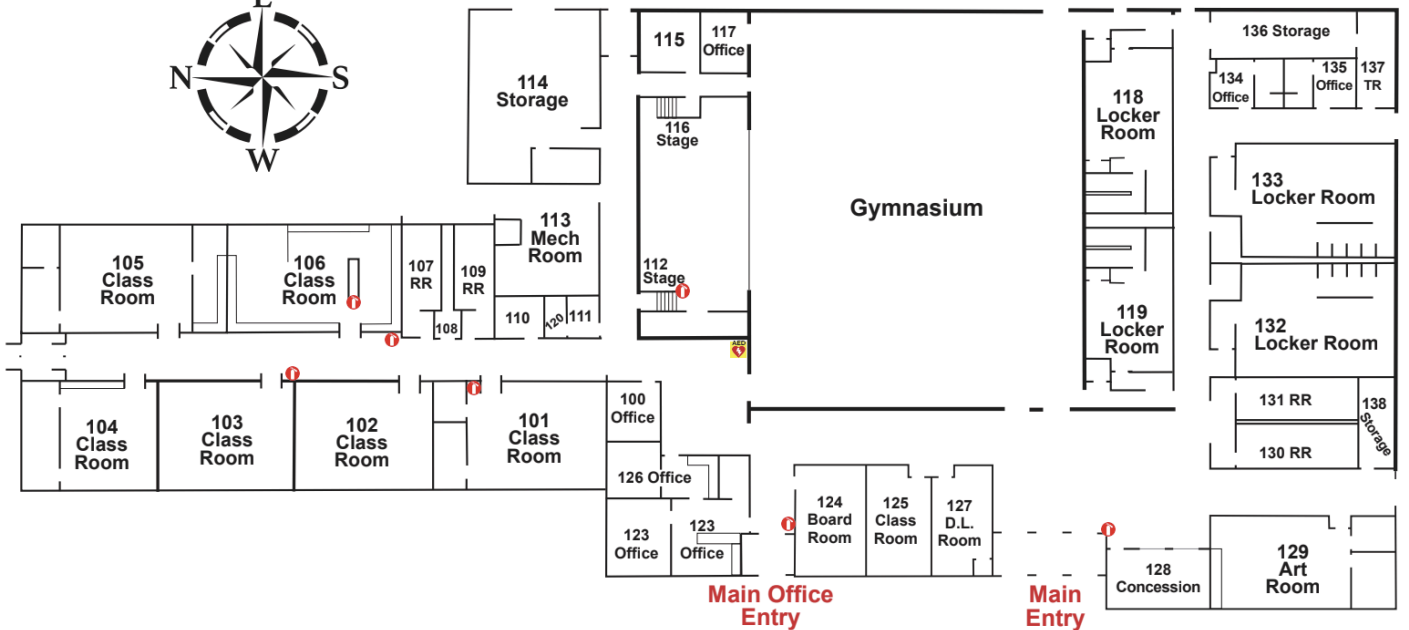 E
N
S
W
114
Storage
115
117
Office
116
Stage
112
Stage
Gymnasium
118
Locker
Room
119
Locker
Room
136 Storage
134
Office
135
Office
137
TR
133
Locker Room
132
Locker Room
131 RR
130 RR
138
Storage
105
Class
Room
106
Class
Room
107
RR
108
109
RR
113
Mech
Room
110
120
111
AED
104
Class
Room
103
Class
Room
102
Class
Room
101
Class
Room
100
Office
126 Office
123
Office
123
Office
124
Board
Room
125
Class
Room
127
D.L.
Room
128
Concession
129
Art
Room
Main Office
Entry
Main
Entry